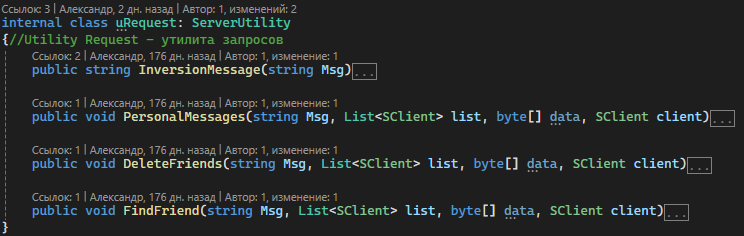 Ссылок: 3 | Александр, 2 дн. назад | Автор: 1, изменений: 2
internal class uRequest: ServerUtility
{//Utility Request - утилита запросов
Ссылок: 2 | Александр, 176 дн. назад | Автор: 1, изменение: 1
public string InversionMessage(string Msg)...
Ссылок: 1 | Александр, 176 дн. назад | Автор: 1, изменение: 1
public void PersonalMessages(string Msg, List<SClient> list, byte[] data, SClient client)...
Ссылок: 1 | Александр, 176 дн. назад | Автор: 1, изменение: 1
public void DeleteFriends(string Msg, List<SClient> list, byte[] data, SClient client)...
Ссылок: 1 | Александр, 176 дн. назад | Автор: 1, изменение: 1
public void FindFriend(string Msg, List<SClient> list, byte[] data, SClient client)...
}